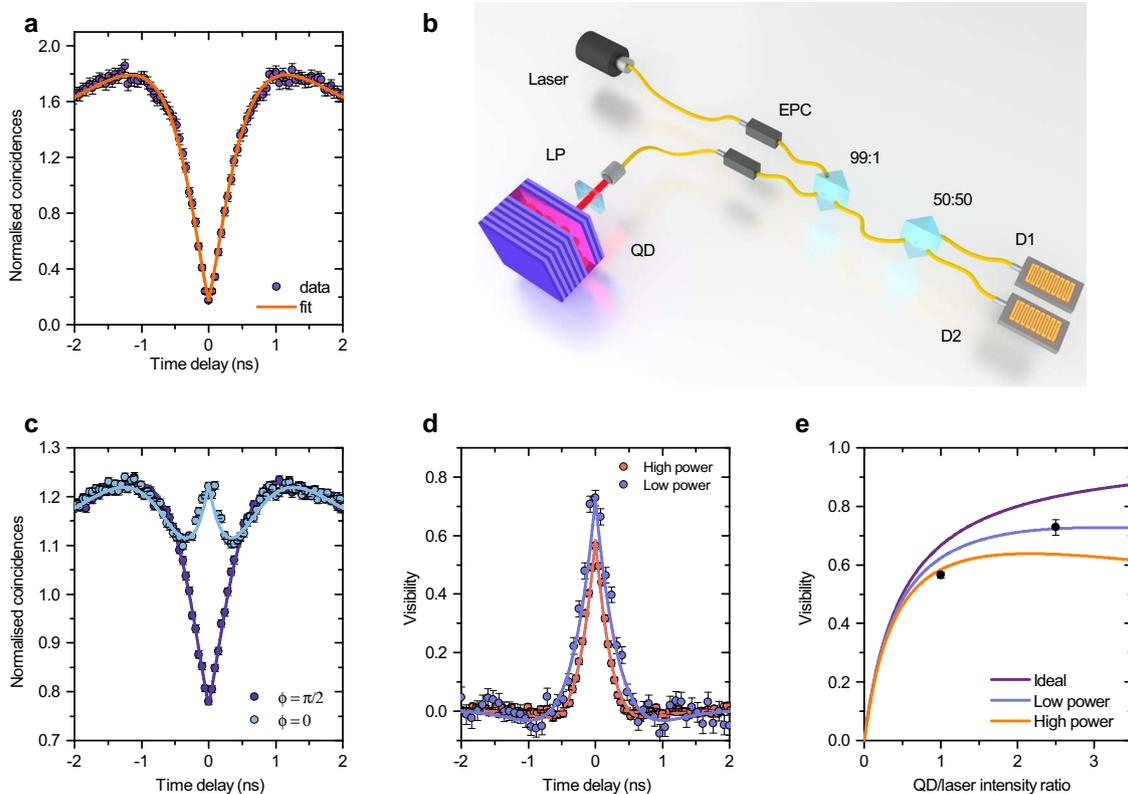 a
2.0
1.6
1.2
0.8
0.4
0.0
Normalised coincidences
data
fit
-2 -1 0 1 2
Time delay (ns)
b
Laser
EPC
LP
99:1
50:50
QD
D1
D2
c
1.3
1.2
1.1
1.0
0.9
0.8
0.7
Normalised coincidences
ϕ = π/2
ϕ = 0
-2 -1 0 1 2
Time delay (ns)
d
0.8
0.6
0.4
0.2
0.0
Visibility
High power
Low power
-2 -1 0 1 2
Time delay (ns)
e
1.0
0.8
0.6
0.4
0.2
0.0
Visibility
Ideal
Low power
High power
0 1 2 3
QD/laser intensity ratio